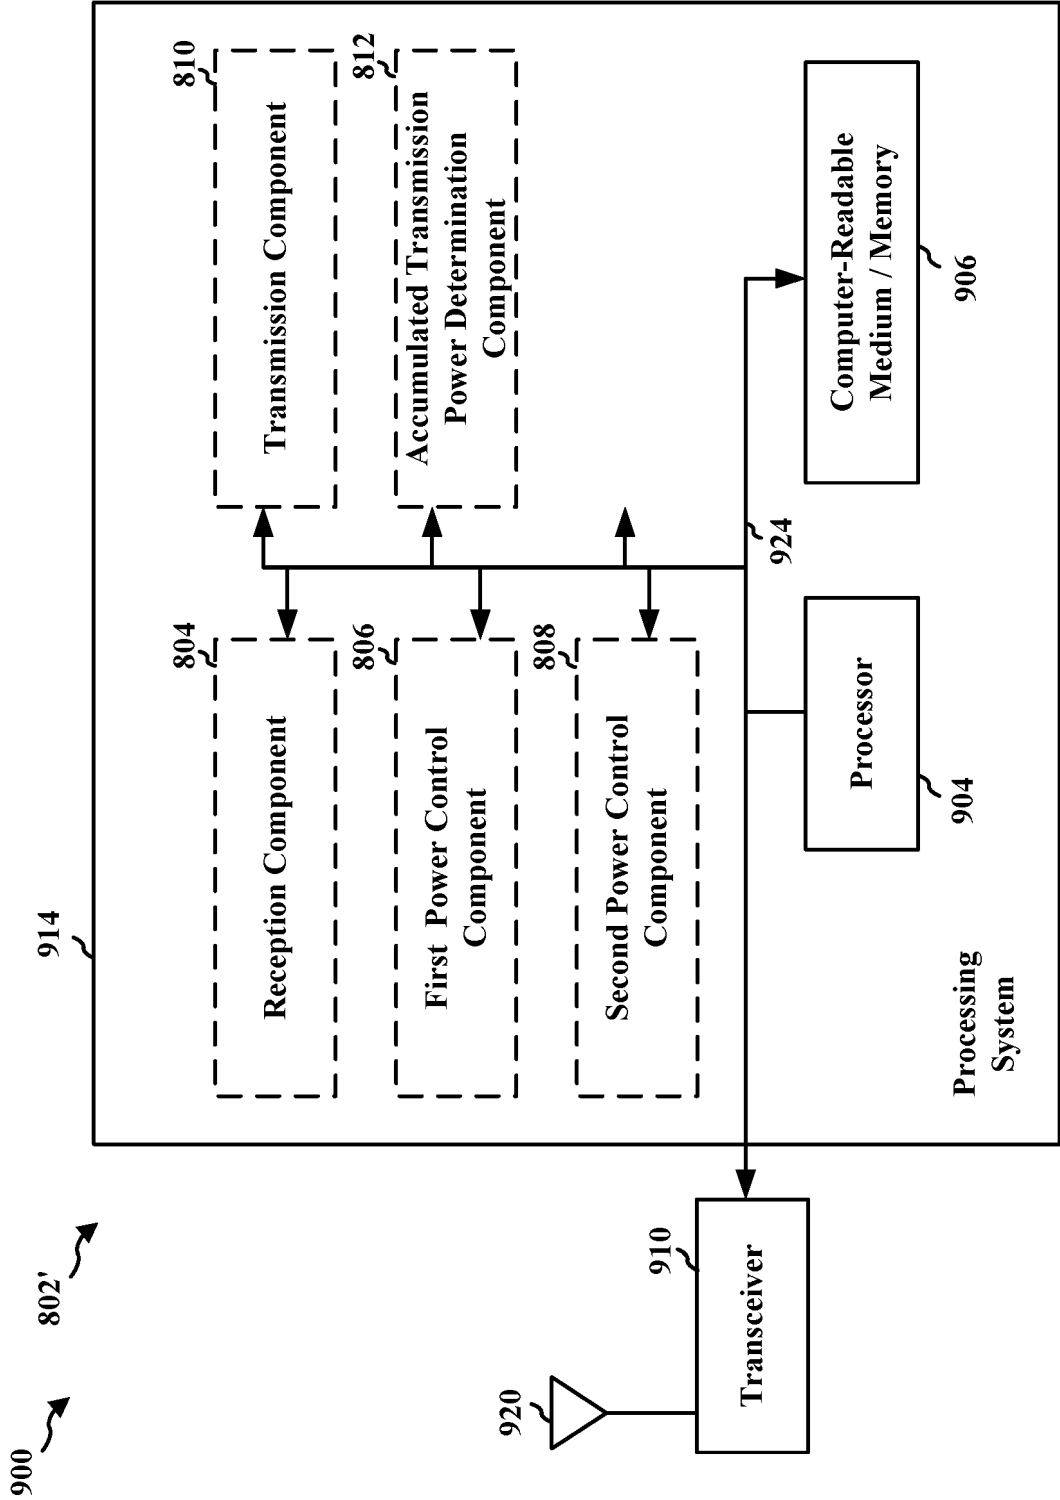 900
802'
914
804
Reception Component
810
Transmission Component
806
First Power Control
Component
812
Accumulated Transmission
Power Determination
Component
808
Second Power Control
Component
920
910
Transceiver
924
Processor
904
Computer-Readable
Medium / Memory
906
Processing
System